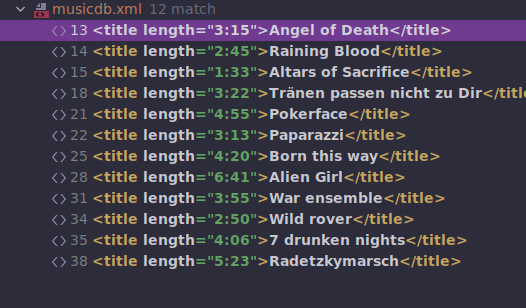 musicdb.xml 12 match
<> 13 <title length="3:15">Angel of Death</title>
<> 14 <title length="2:45">Raining Blood</title>
<> 15 <title length="1:33">Altars of Sacrifice</title>
<> 18 <title length="3:22">Tränen passen nicht zu Dir</title
<> 21 <title length="4:55">Pokerface</title>
<> 22 <title length="3:13">Paparazzi</title>
<> 25 <title length="4:20">Born this way</title>
<> 28 <title length="6:41">Alien Girl</title>
<> 31 <title length="3:55">War ensemble</title>
<> 34 <title length="2:50">Wild rover</title>
<> 35 <title length="4:06">7 drunken nights</title>
<> 38 <title length="5:23">Radetzkymarsch</title>